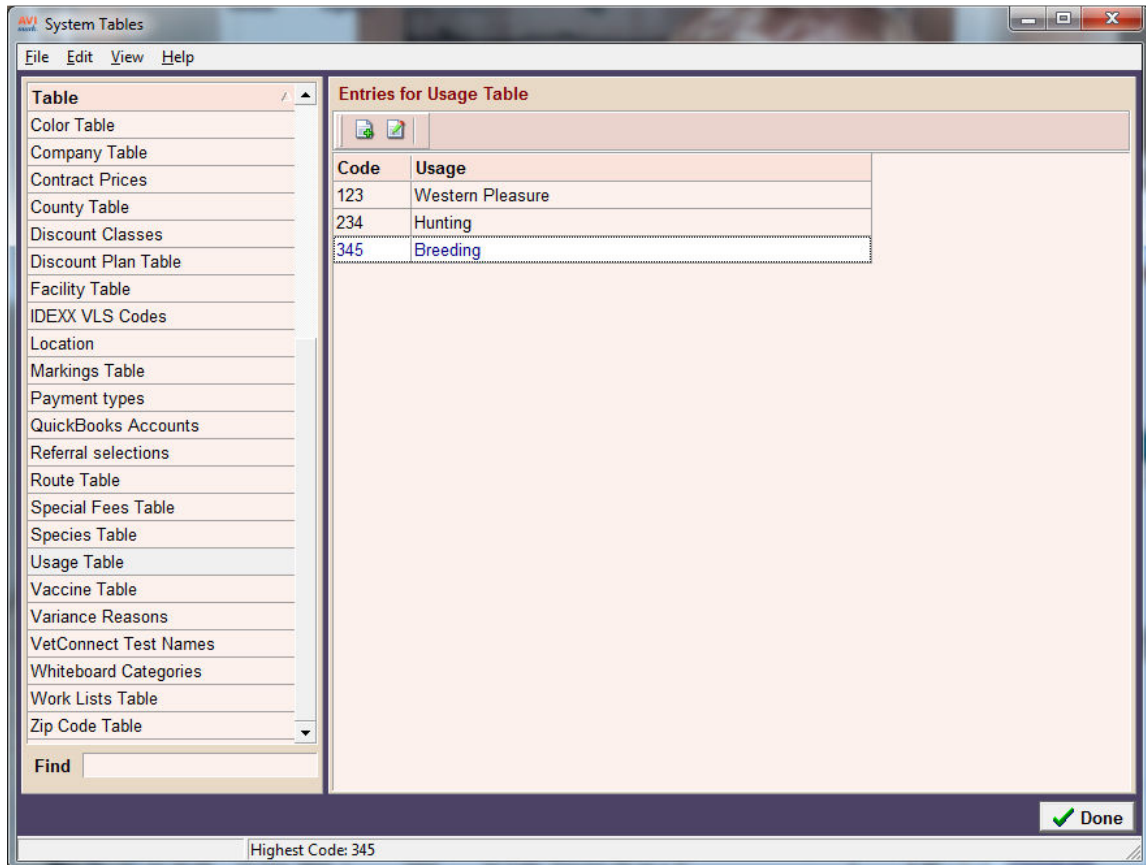 AVI System Tables
File Edit View Help
Table
Color Table
Company Table
Contract Prices
County Table
Discount Classes
Discount Plan Table
Facility Table
IDEXX VLS Codes
Location
Markings Table
Payment types
QuickBooks Accounts
Referral selections
Route Table
Special Fees Table
Species Table
Usage Table
Vaccine Table
Variance Reasons
VetConnect Test Names
Whiteboard Categories
Work Lists Table
Zip Code Table
Find
Entries for Usage Table
Code Usage
123 Western Pleasure
234 Hunting
345 Breeding
Done
Highest Code: 345